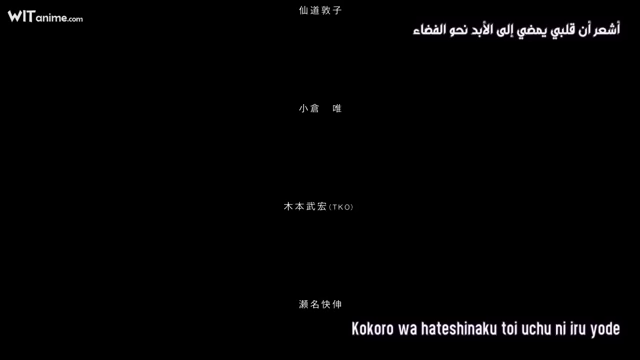 WITanime.com
仙道敦子
أشعر أن قلبي يمضي إلى الأبد نحو الفضاء
小倉 唯
木本武宏(TKO)
瀬名快伸
Kokoro wa hateshinaku toi uchu ni iru yode